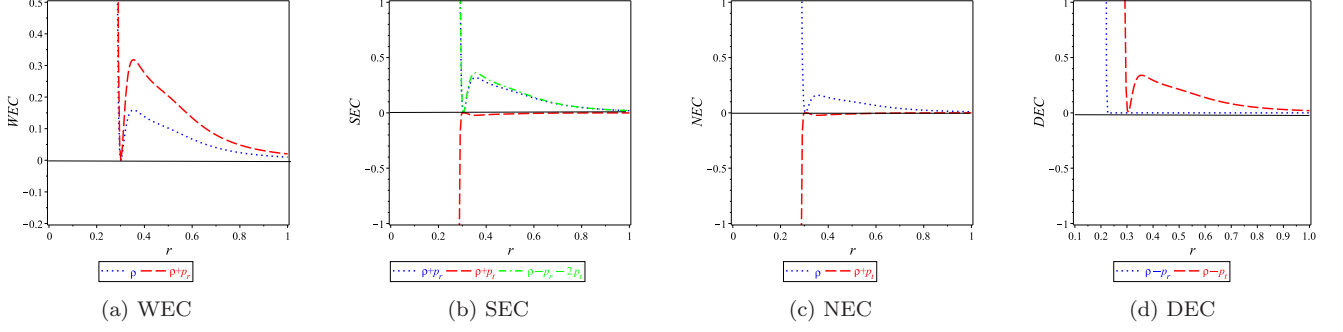 WEC
0.5
0.4
0.3
0.2
0.1
0
-0.1
-0.2
0 0.2 0.4 0.6 0.8 1
r
ρ ρ+p_r
(a) WEC
SEC
1
0.5
0
-0.5
-1
0 0.2 0.4 0.6 0.8 1
r
ρ+p_r ρ+p_t ρ−p_r−2p_t
(b) SEC
NEC
1
0.5
0
-0.5
-1
0 0.2 0.4 0.6 0.8 1
r
ρ ρ+p_t
(c) NEC
DEC
1
0.5
0
-0.5
-1
0.1 0.2 0.3 0.4 0.5 0.6 0.7 0.8 0.9 1.0
r
ρ−p_r ρ−p_t
(d) DEC